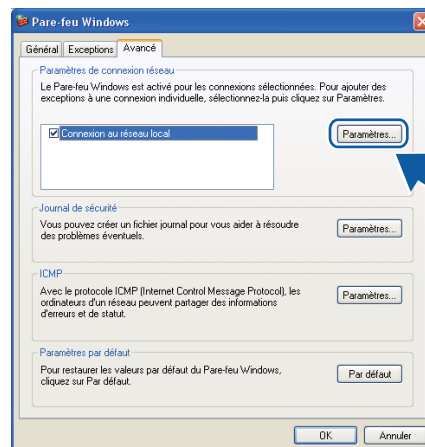 Pare-feu Windows
Général Exceptions Avancé
Paramètres de connexion réseau
Le Pare-feu Windows est activé pour les connexions sélectionnées. Pour ajouter des
exceptions à une connexion individuelle, sélectionnez-la puis cliquez sur Paramètres.
Connexion au réseau local
Paramètres...
Journal de sécurité
Vous pouvez créer un fichier journal pour vous aider à résoudre
des problèmes éventuels.
Paramètres...
ICMP
Avec le protocole ICMP (Internet Control Message Protocol), les
ordinateurs d'un réseau peuvent partager des informations
d'erreurs et de statut.
Paramètres...
Paramètres par défaut
Pour restaurer les valeurs par défaut du Pare-feu Windows,
cliquez sur Par défaut.
Par défaut
OK Annuler